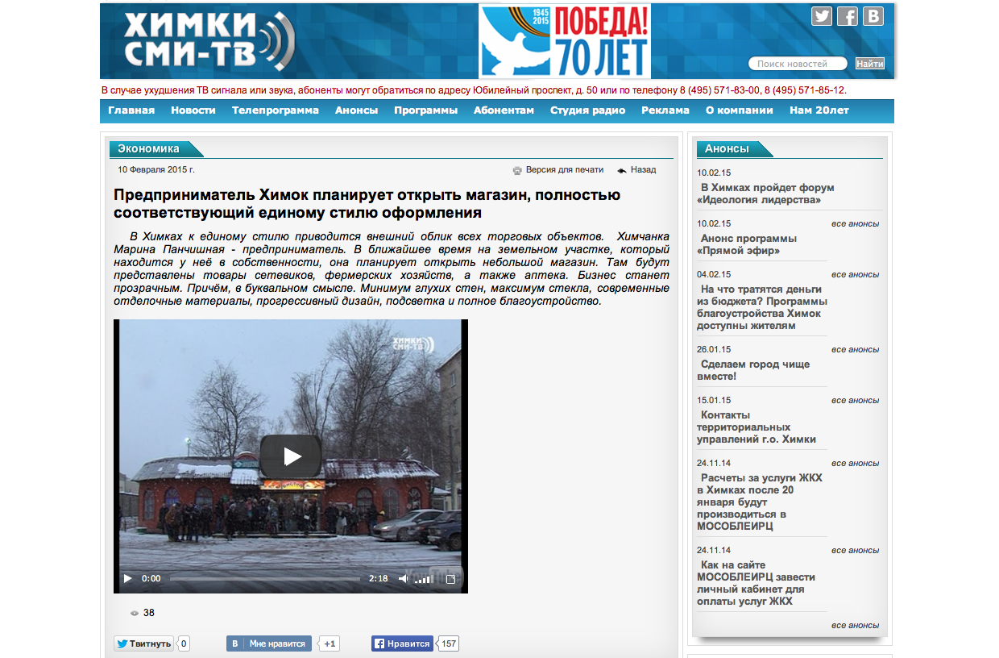 ХИМКИ
СМИ-ТВ
1945
2015
ПОБЕДА!
70 ЛЕТ
В
Поиск новостей
Найти
В случае ухудшения ТВ сигнала или звука, абоненты могут обратиться по адресу Юбилейный проспект, д. 50 или по телефону 8 (495) 571-83-00, 8 (495) 571-85-12.
Главная Новости Телепрограмма Анонсы Программы Абонентам Студия радио Реклама О компании Нам 20лет
Экономика
10 Февраля 2015 г.
Версия для печати
Назад
Предприниматель Химок планирует открыть магазин, полностью
соответствующий единому стилю оформления
В Химках к единому стилю приводится внешний облик всех торговых объектов. Химчанка
Марина Панчишная - предприниматель. В ближайшее время на земельном участке, который
находится у неё в собственности, она планирует открыть небольшой магазин. Там будут
представлены товары сетевиков, фермерских хозяйств, а также аптека. Бизнес станет
прозрачным. Причём, в буквальном смысле. Минимум глухих стен, максимум стекла, современные
отделочные материалы, прогрессивный дизайн, подсветка и полное благоустройство.
ХИМКИ
СМИ-ТВ
0:00
2:18
YouTube
38
Твитнуть
0
В
Мне нравится
+1
Нравится
157
Анонсы
10.02.15
В Химках пройдет форум
«Идеология лидерства»
10.02.15
все анонсы
Анонс программы
«Прямой эфир»
04.02.15
все анонсы
На что тратятся деньги
из бюджета? Программы
благоустройства Химок
доступны жителям
26.01.15
все анонсы
Сделаем город чище
вместе!
15.01.15
все анонсы
Контакты
территориальных
управлений г.о. Химки
24.11.14
все анонсы
Расчеты за услуги ЖКХ
в Химках после 20
января будут
производиться в
МОСОБЛЕИРЦ
24.11.14
все анонсы
Как на сайте
МОСОБЛЕИРЦ завести
личный кабинет для
оплаты услуг ЖКХ
все анонсы